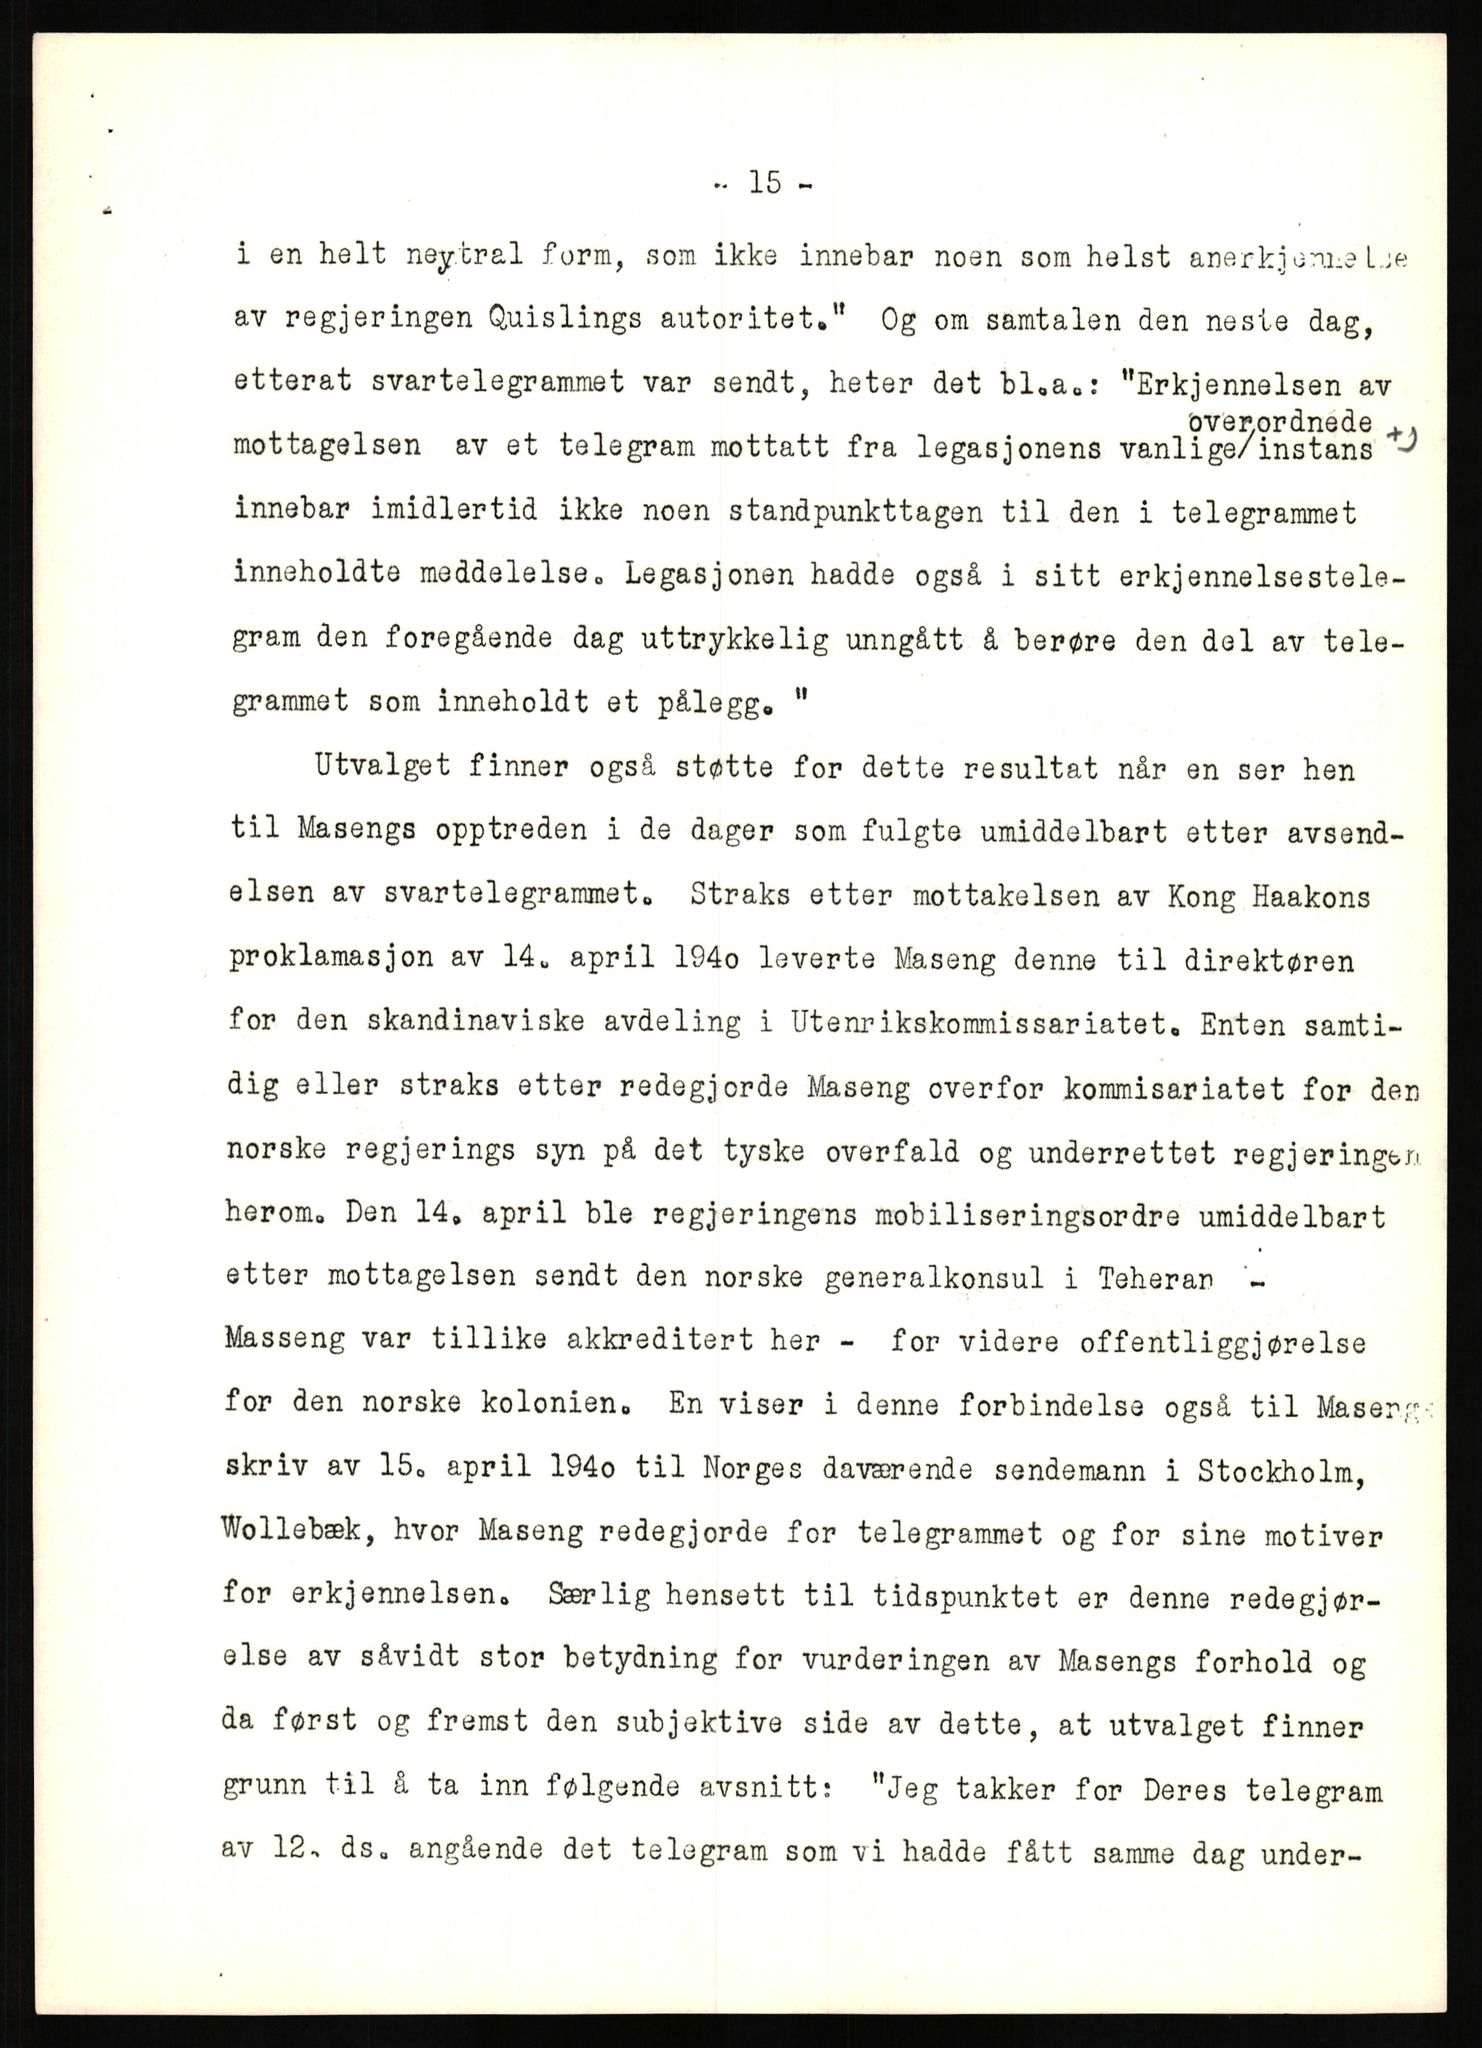 - 15 -
i en helt neytral form, som ikke innebar noen som helst anerkjennelse
av regjeringen Quislings autoritet." Og om samtalen den neste dag,
etterat svartelegrammet var sendt, heter det bl.a.: "Erkjennelsen av
overordnede
mottagelsen av et telegram mottatt fra legasjonens vanlige/instans +)
innebar imidlertid ikke noen standpunkttagen til den i telegrammet
inneholdte meddelelse. Legasjonen hadde også i sitt erkjennelsestele-
gram den foregående dag uttrykkelig unngått å berøre den del av tele-
grammet som inneholdt et pålegg. "
Utvalget finner også støtte for dette resultat når en ser hen
til Masengs opptreden i de dager som fulgte umiddelbart etter avsend-
elsen av svartelegrammet. Straks etter mottakelsen av Kong Haakons
proklamasjon av 14. april 194o leverte Maseng denne til direktøren
for den skandinaviske avdeling i Utenrikskommissariatet. Enten samti-
dig eller straks etter redegjorde Maseng overfor kommisariatet for den
norske regjerings syn på det tyske overfald og underrettet regjeringen
herom. Den 14. april ble regjeringens mobiliseringsordre umiddelbart
etter mottagelsen sendt den norske generalkonsul i Teheran -
Masseng var tillike akkreditert her - for videre offentliggjørelse
for den norske kolonien. En viser i denne forbindelse også til Masengs
skriv av 15. april 194o til Norges daværende sendemann i Stockholm,
Wollebæk, hvor Maseng redegjorde for telegrammet og for sine motiver
for erkjennelsen. Særlig hensett til tidspunktet er denne redegjør-
else av såvidt stor betydning for vurderingen av Masengs forhold og
da først og fremst den subjektive side av dette, at utvalget finner
grunn til å ta inn følgende avsnitt: "Jeg takker for Deres telegram
av 12. ds. angående det telegram som vi hadde fått samme dag under-